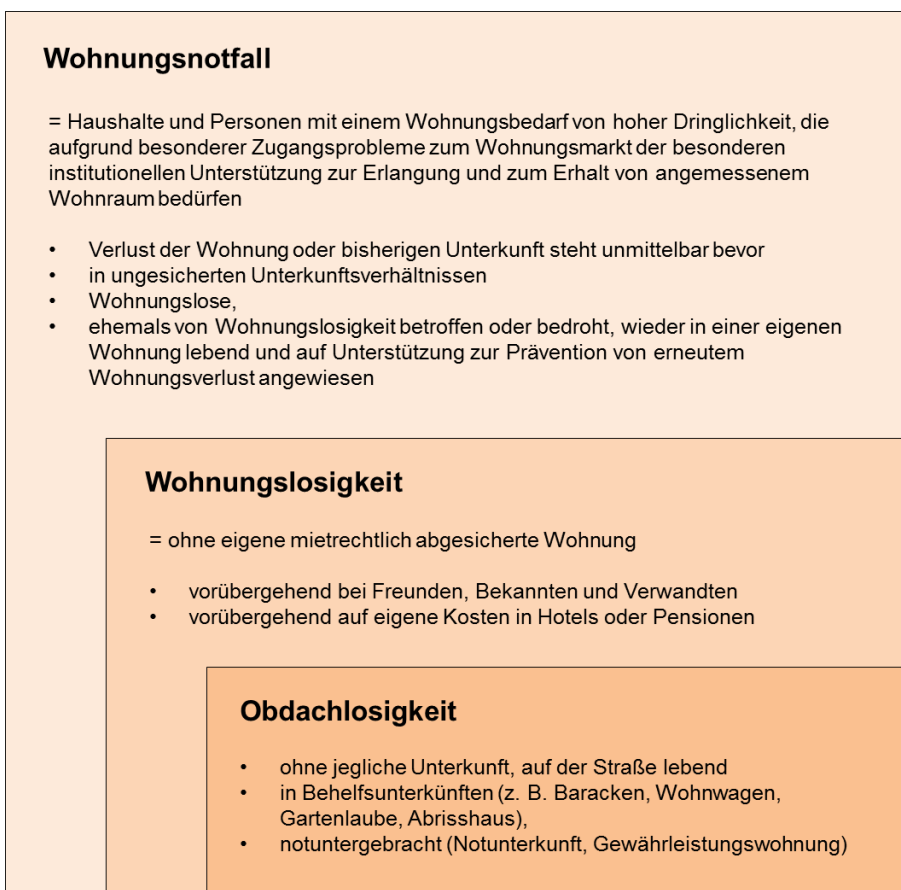 Wohnungsnotfall
= Haushalte und Personen mit einem Wohnungsbedarf von hoher Dringlichkeit, die
aufgrund besonderer Zugangsprobleme zum Wohnungsmarkt der besonderen
institutionellen Unterstützung zur Erlangung und zum Erhalt von angemessenem
Wohnraum bedürfen
• Verlust der Wohnung oder bisherigen Unterkunft steht unmittelbar bevor
• in ungesicherten Unterkunftsverhältnissen
• Wohnungslose,
• ehemals von Wohnungslosigkeit betroffen oder bedroht, wieder in einer eigenen
Wohnung lebend und auf Unterstützung zur Prävention von erneutem
Wohnungsverlust angewiesen
Wohnungslosigkeit
= ohne eigene mietrechtlich abgesicherte Wohnung
• vorübergehend bei Freunden, Bekannten und Verwandten
• vorübergehend auf eigene Kosten in Hotels oder Pensionen
Obdachlosigkeit
• ohne jegliche Unterkunft, auf der Straße lebend
• in Behelfsunterkünften (z. B. Baracken, Wohnwagen,
Gartenlaube, Abrisshaus),
• notuntergebracht (Notunterkunft, Gewährleistungswohnung)